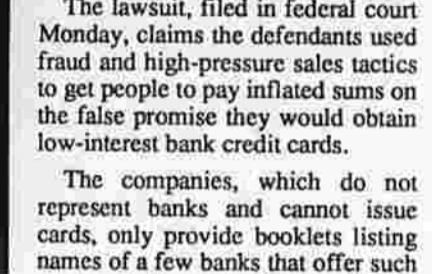 The lawsuit, filed in federal court
Monday, claims the defendants used
fraud and high-pressure sales tactics
to get people to pay inflated sums on
the false promise they would obtain
low-interest bank credit cards.
The companies, which do not
represent banks and cannot issue
cards, only provide booklets listing
names of a few banks that offer such